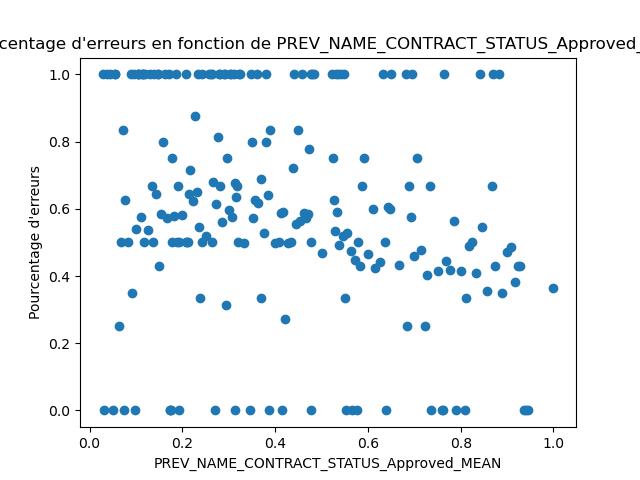 centage d'erreurs en fonction de PREV_NAME_CONTRACT_STATUS_Approved_
Pourcentage d'erreurs
1.0
0.8
0.6
0.4
0.2
0.0
0.0 0.2 0.4 0.6 0.8 1.0
PREV_NAME_CONTRACT_STATUS_Approved_MEAN